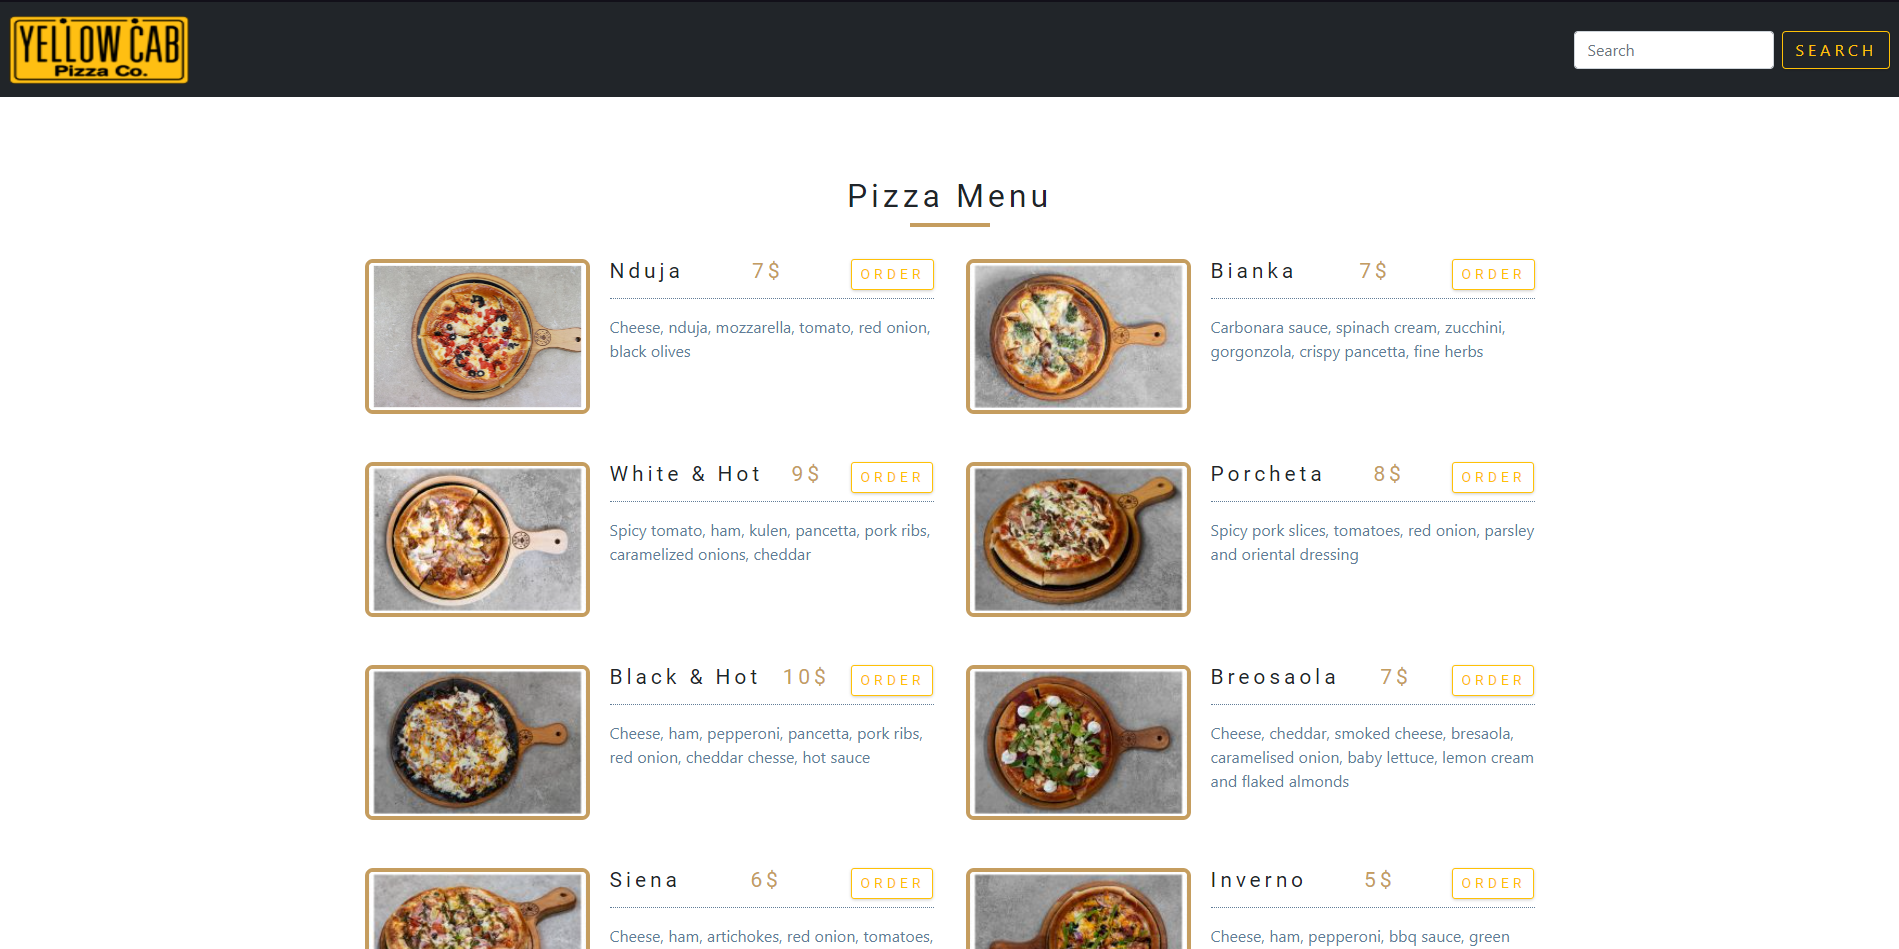 YELLOW CAB
Pizza Co.
Search
SEARCH
Pizza Menu
Nduja 7$ ORDER
Cheese, nduja, mozzarella, tomato, red onion,
black olives
Bianka 7$ ORDER
Carbonara sauce, spinach cream, zucchini,
gorgonzola, crispy pancetta, fine herbs
White & Hot 9$ ORDER
Spicy tomato, ham, kulen, pancetta, pork ribs,
caramelized onions, cheddar
Porcheta 8$ ORDER
Spicy pork slices, tomatoes, red onion, parsley
and oriental dressing
Black & Hot 10$ ORDER
Cheese, ham, pepperoni, pancetta, pork ribs,
red onion, cheddar chesse, hot sauce
Breosaola 7$ ORDER
Cheese, cheddar, smoked cheese, bresaola,
caramelised onion, baby lettuce, lemon cream
and flaked almonds
Siena 6$ ORDER
Cheese, ham, artichokes, red onion, tomatoes,
Inverno 5$ ORDER
Cheese, ham, pepperoni, bbq sauce, green